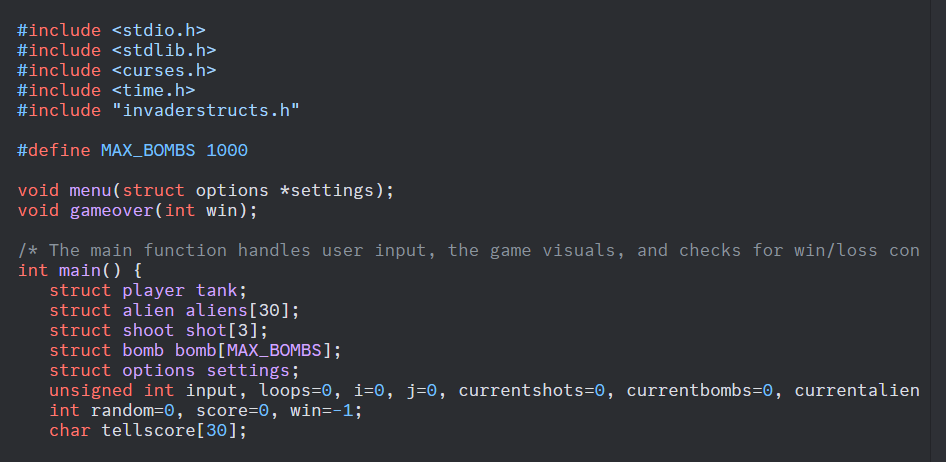 #include <stdio.h>
#include <stdlib.h>
#include <curses.h>
#include <time.h>
#include "invaderstructs.h"

#define MAX_BOMBS 1000

void menu(struct options *settings);
void gameover(int win);

/* The main function handles user input, the game visuals, and checks for win/loss con
int main() {
   struct player tank;
   struct alien aliens[30];
   struct shoot shot[3];
   struct bomb bomb[MAX_BOMBS];
   struct options settings;
   unsigned int input, loops=0, i=0, j=0, currentshots=0, currentbombs=0, currentalien
   int random=0, score=0, win=-1;
   char tellscore[30];